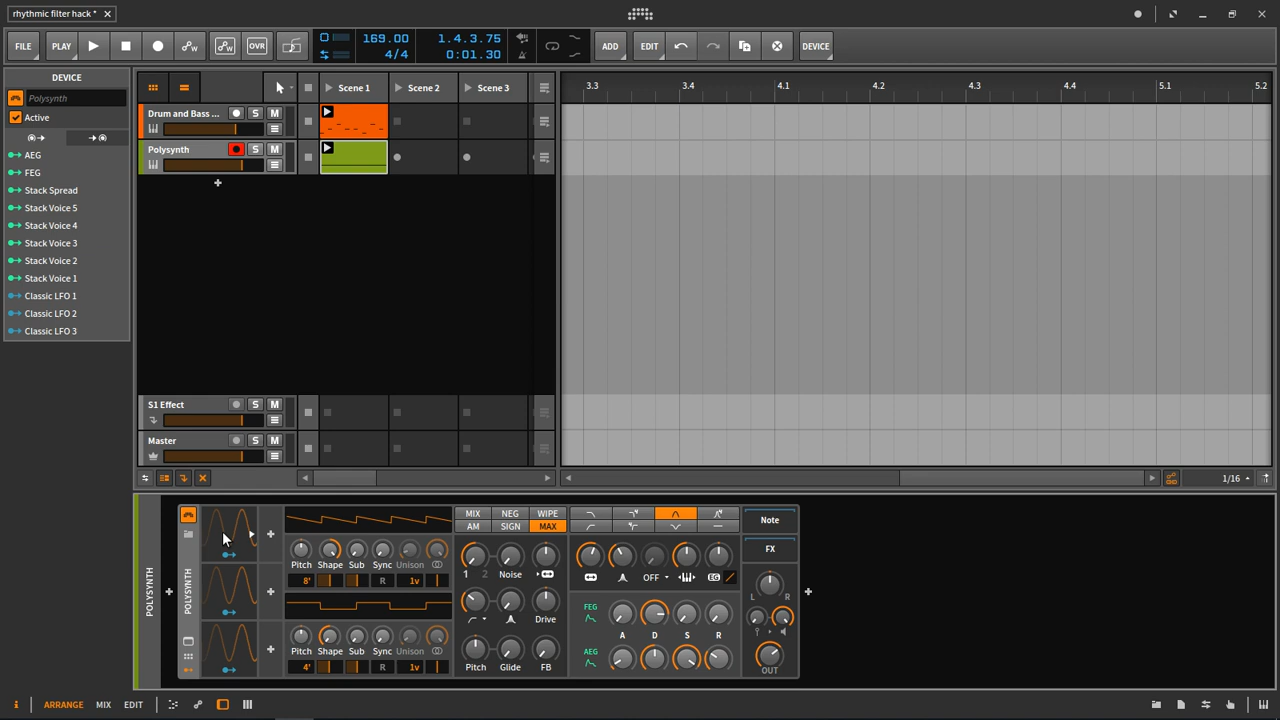 rhythmic filter hack *
FILE
PLAY
OVR
169.00
4/4
1.4.3.75
0:01.30
ADD
EDIT
DEVICE
DEVICE
Polysynth
Active
AEG
FEG
Stack Spread
Stack Voice 5
Stack Voice 4
Stack Voice 3
Stack Voice 2
Stack Voice 1
Classic LFO 1
Classic LFO 2
Classic LFO 3
Scene 1
Scene 2
Scene 3
Drum and Bass ...
S M
Polysynth
S M
S1 Effect
S M
Master
S M
3.3 3.4 4.1 4.2 4.3 4.4 5.1 5.2
1/16
POLYSYNTH
POLYSYNTH
Pitch Shape Sub Sync Unison
8' R 1v
Pitch Shape Sub Sync Unison
4' R 1v
MIX NEG WIPE
AM SIGN MAX
1 2 Noise
Drive
Pitch Glide FB
OFF
EG
FEG
A D S R
AEG
Note
FX
L R
OUT
i ARRANGE MIX EDIT